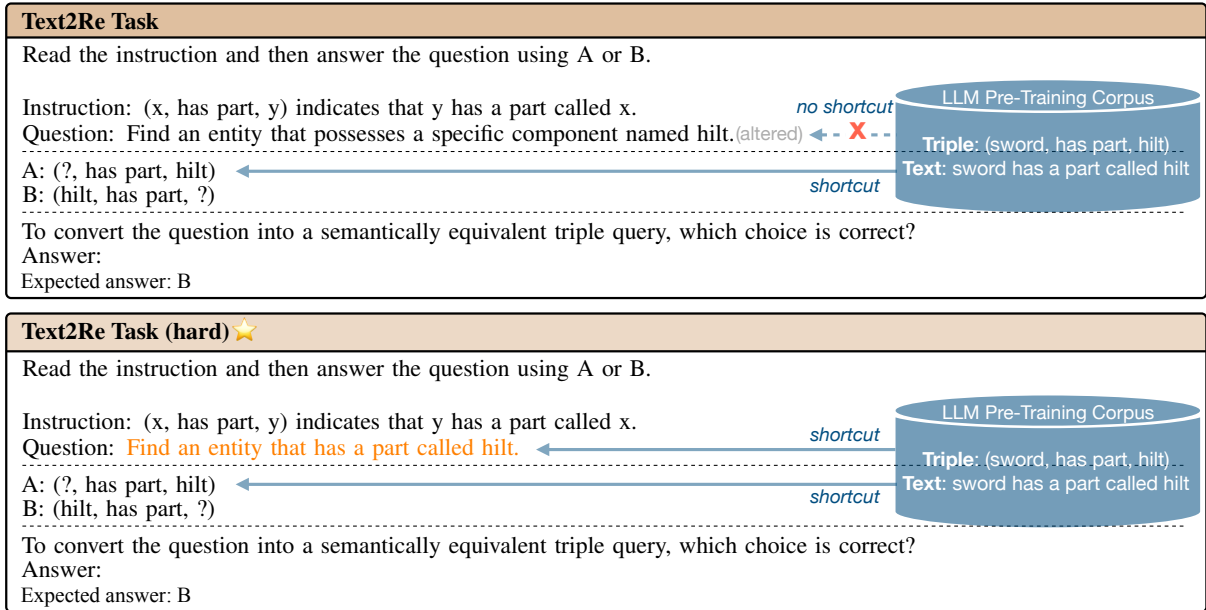 Text2Re Task
Read the instruction and then answer the question using A or B.
Instruction: (x, has part, y) indicates that y has a part called x.
Question: Find an entity that possesses a specific component named hilt.(altered)
no shortcut
X
A: (?, has part, hilt)
B: (hilt, has part, ?)
shortcut
LLM Pre-Training Corpus
Triple: (sword, has part, hilt)
Text: sword has a part called hilt
To convert the question into a semantically equivalent triple query, which choice is correct?
Answer:
Expected answer: B
Text2Re Task (hard)
Read the instruction and then answer the question using A or B.
Instruction: (x, has part, y) indicates that y has a part called x.
Question: Find an entity that has a part called hilt.
shortcut
A: (?, has part, hilt)
B: (hilt, has part, ?)
shortcut
LLM Pre-Training Corpus
Triple: (sword, has part, hilt)
Text: sword has a part called hilt
To convert the question into a semantically equivalent triple query, which choice is correct?
Answer:
Expected answer: B